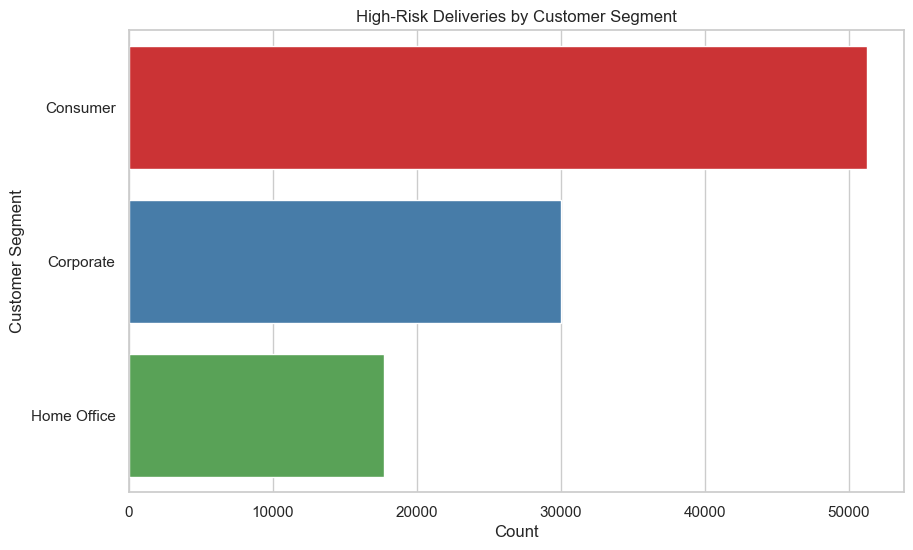 High-Risk Deliveries by Customer Segment
Customer Segment
Consumer
Corporate
Home Office
0 10000 20000 30000 40000 50000
Count